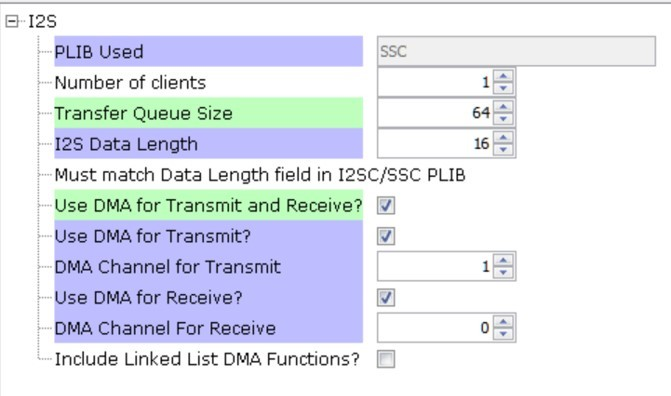 I2S
PLIB Used SSC
Number of clients 1
Transfer Queue Size 64
I2S Data Length 16
Must match Data Length field in I2SC/SSC PLIB
Use DMA for Transmit and Receive?
Use DMA for Transmit?
DMA Channel for Transmit 1
Use DMA for Receive?
DMA Channel For Receive 0
Include Linked List DMA Functions?